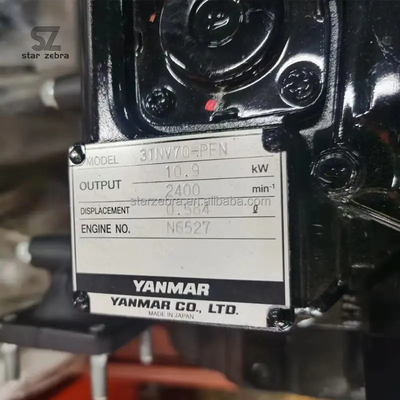 SZ
star zebra
MODEL 3TNV70-PFN
10.9 kW
OUTPUT
2400 min⁻¹
starzebra.en.alibaba.com
DISPLACEMENT 0.854 ℓ
ENGINE NO. N6527
YANMAR
YANMAR CO., LTD.
MADE IN JAPAN